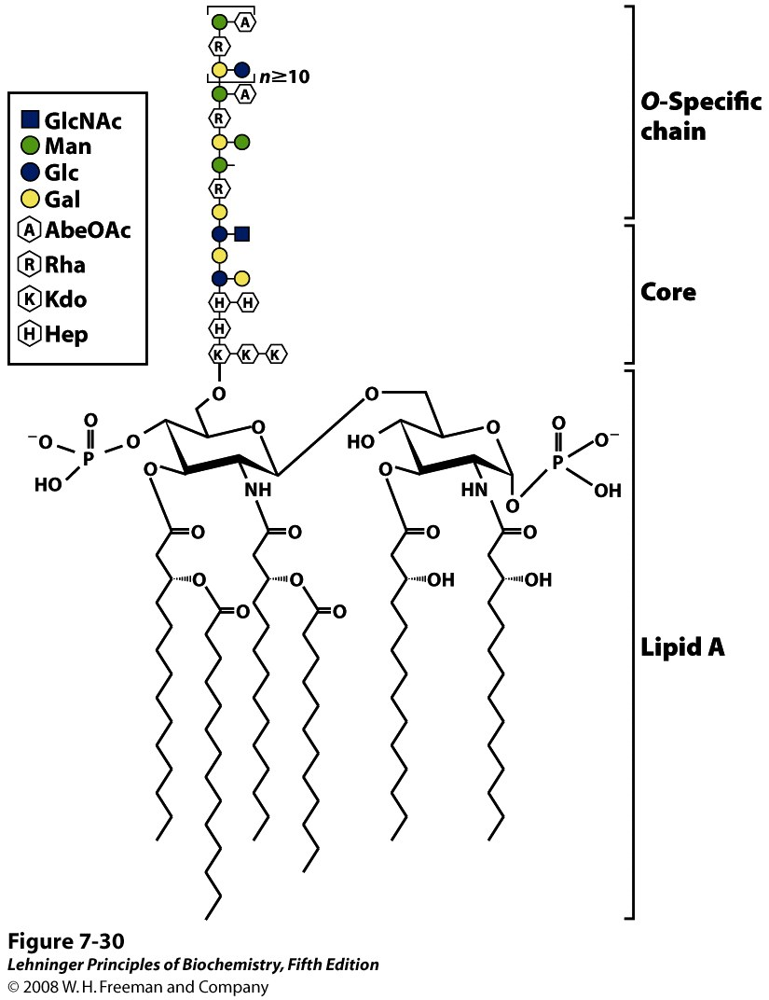 A
R
n≥10
A
R
R
H H
H
K K K
GlcNAc
Man
Glc
Gal
A AbeOAc
R Rha
K Kdo
H Hep
O-Specific
chain
Core
Lipid A
O
O
⁻O
P
O
HO
O
O
NH
O
HO
O
O
HN
O
O
P
O⁻
OH
O
O
O
O
O
O
O
O
OH
OH
Figure 7-30
Lehninger Principles of Biochemistry, Fifth Edition
© 2008 W. H. Freeman and Company